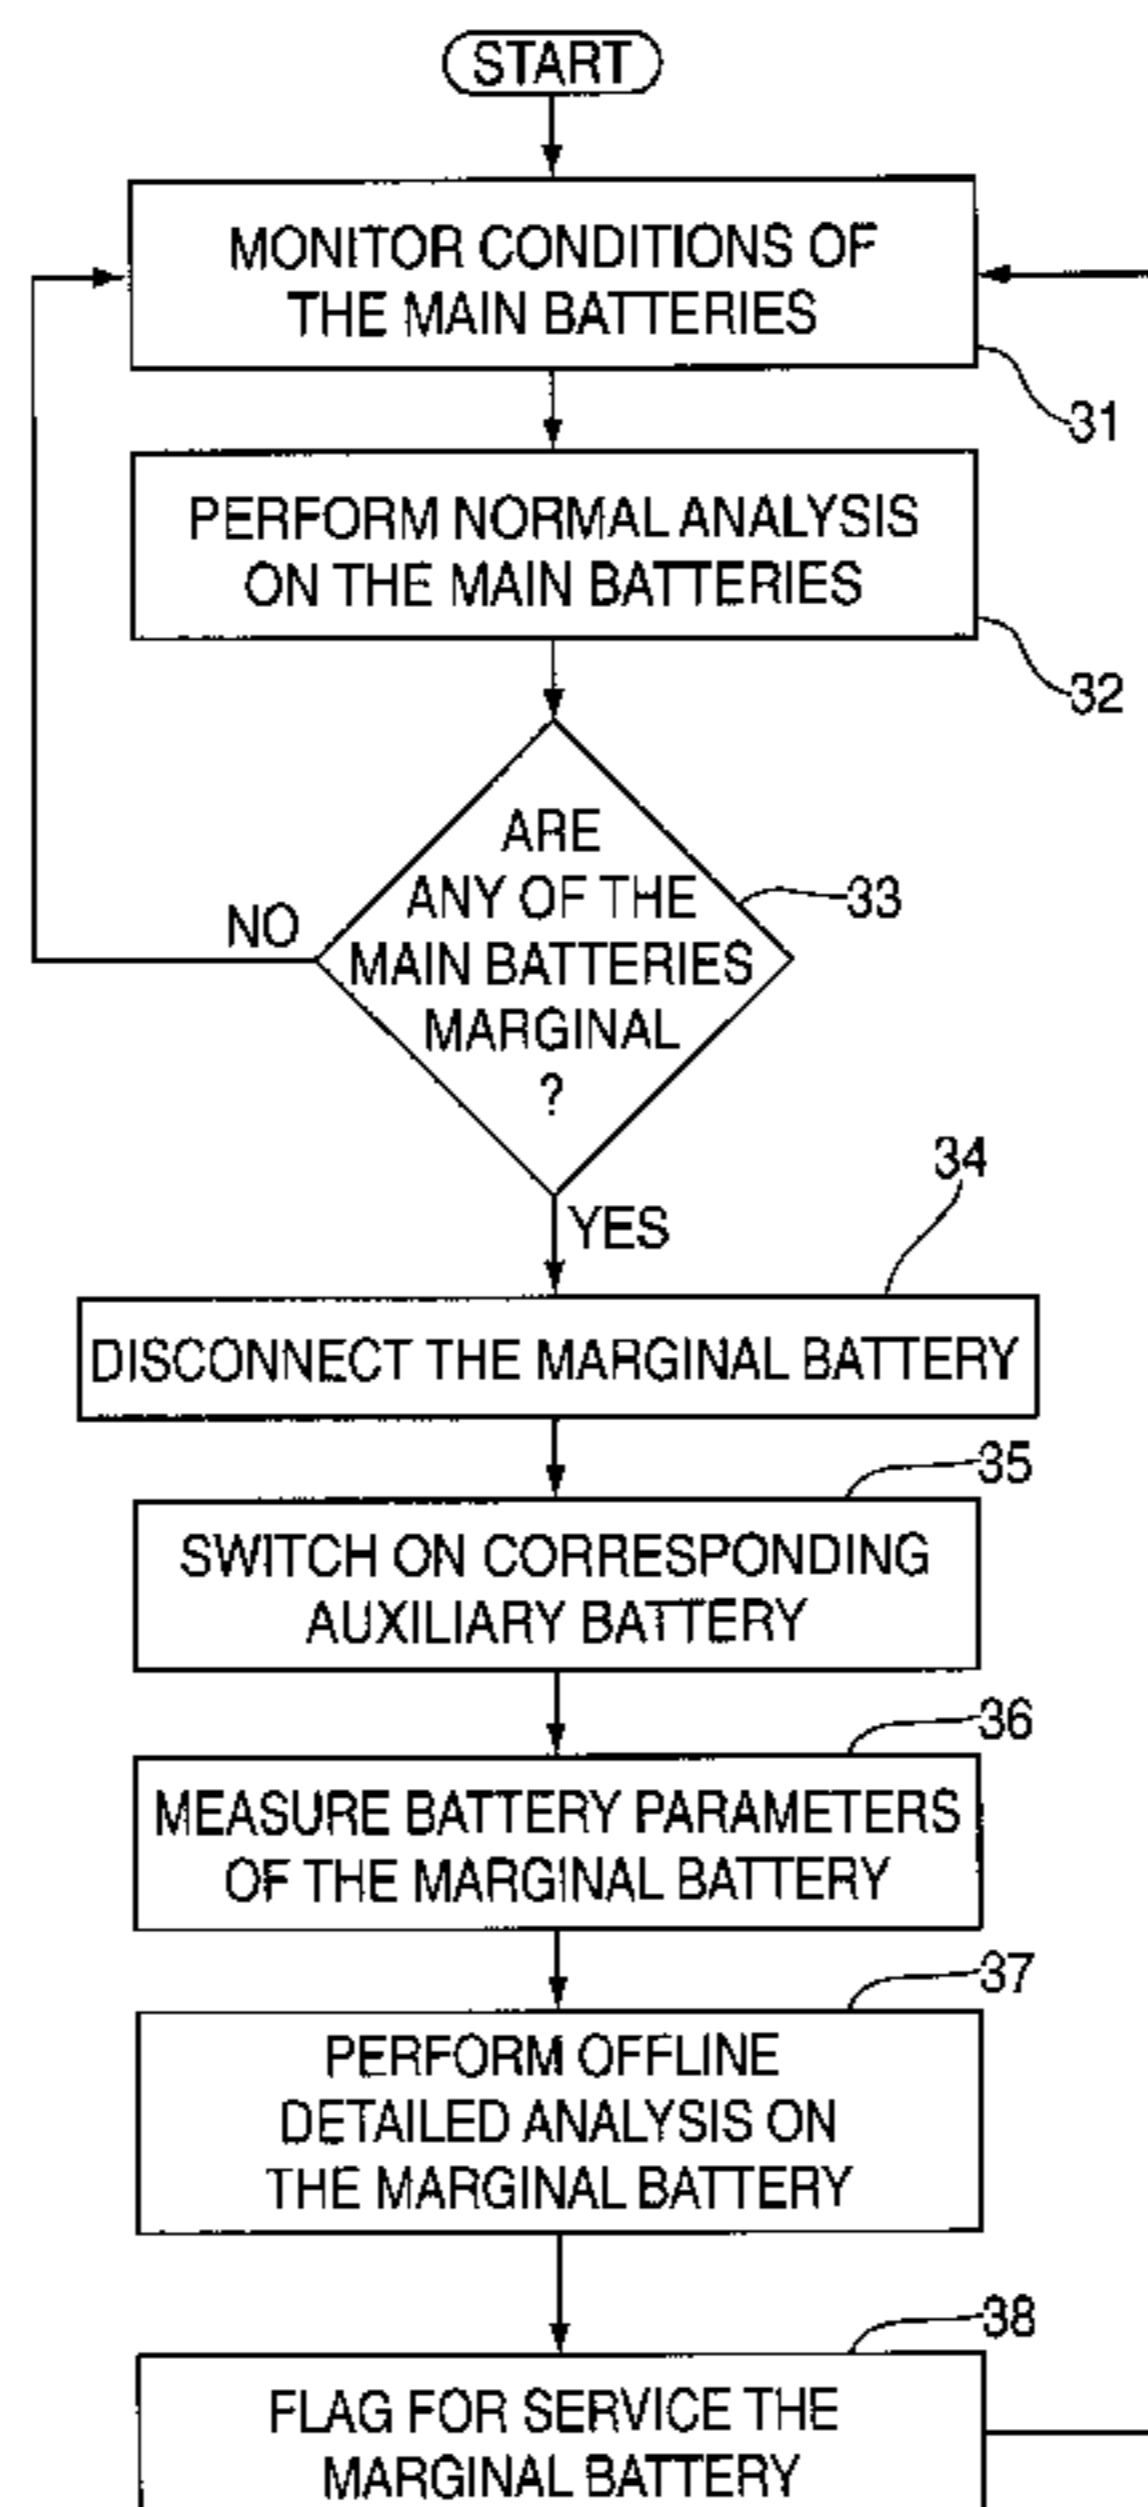 START
MONITOR CONDITIONS OF
THE MAIN BATTERIES
31
PERFORM NORMAL ANALYSIS
ON THE MAIN BATTERIES
32
ARE
ANY OF THE
MAIN BATTERIES
MARGINAL
?
33
NO
YES
34
DISCONNECT THE MARGINAL BATTERY
35
SWITCH ON CORRESPONDING
AUXILIARY BATTERY
36
MEASURE BATTERY PARAMETERS
OF THE MARGINAL BATTERY
37
PERFORM OFFLINE
DETAILED ANALYSIS ON
THE MARGINAL BATTERY
38
FLAG FOR SERVICE THE
MARGINAL BATTERY